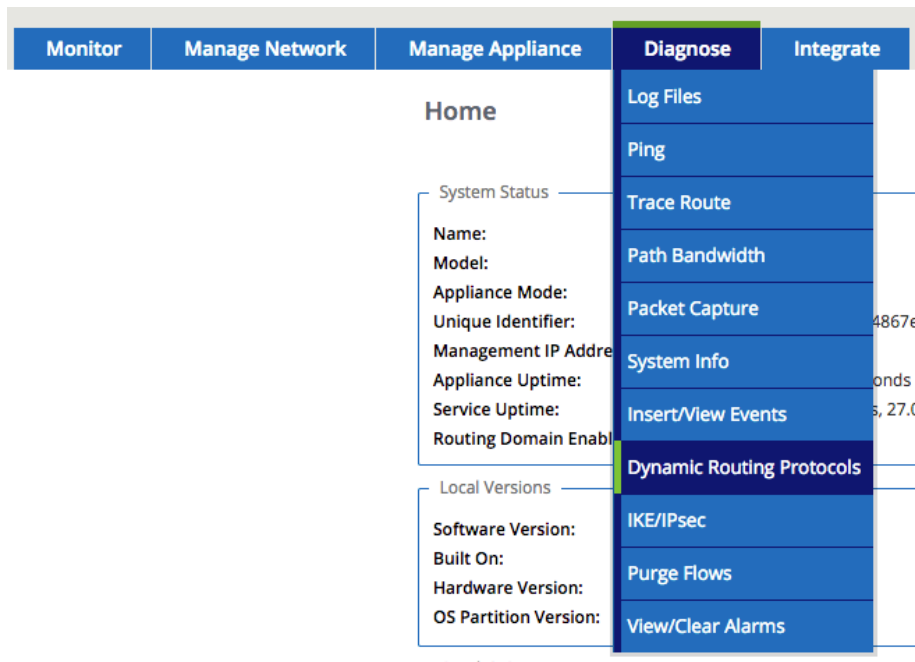 Monitor
Manage Network
Manage Appliance
Diagnose
Integrate
Home
Log Files
Ping
Trace Route
Path Bandwidth
Packet Capture
System Info
Insert/View Events
Dynamic Routing Protocols
IKE/IPsec
Purge Flows
View/Clear Alarms
System Status
Name:
Model:
Appliance Mode:
Unique Identifier: 4867e
Management IP Addre
Appliance Uptime: onds
Service Uptime: s, 27.0
Routing Domain Enabl
Local Versions
Software Version:
Built On:
Hardware Version:
OS Partition Version: